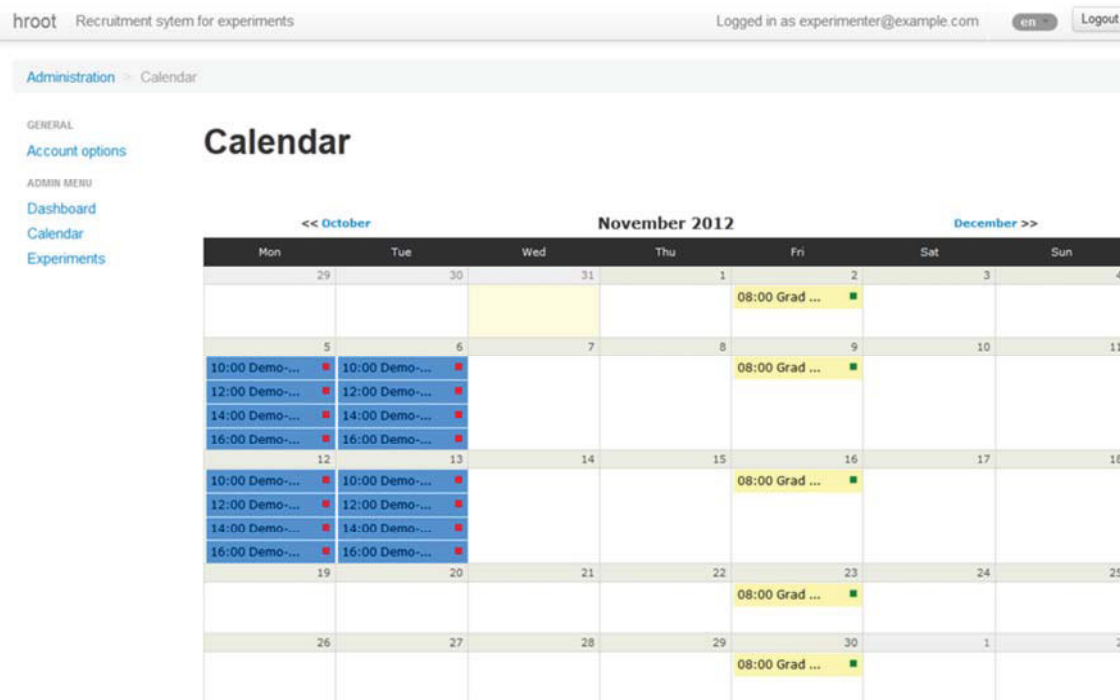 hroot Recruitment sytem for experiments Logged in as experimenter@example.com en Logout
Administration > Calendar
GENERAL
Account options
ADMIN MENU
Dashboard
Calendar
Experiments
Calendar
<< October November 2012 December >>
Mon Tue Wed Thu Fri Sat Sun
29 30 31 1 2 3 4
08:00 Grad ...
5 6 7 8 9 10 11
10:00 Demo-... 10:00 Demo-... 08:00 Grad ...
12:00 Demo-... 12:00 Demo-...
14:00 Demo-... 14:00 Demo-...
16:00 Demo-... 16:00 Demo-...
12 13 14 15 16 17 18
10:00 Demo-... 10:00 Demo-... 08:00 Grad ...
12:00 Demo-... 12:00 Demo-...
14:00 Demo-... 14:00 Demo-...
16:00 Demo-... 16:00 Demo-...
19 20 21 22 23 24 25
08:00 Grad ...
26 27 28 29 30 1 2
08:00 Grad ...